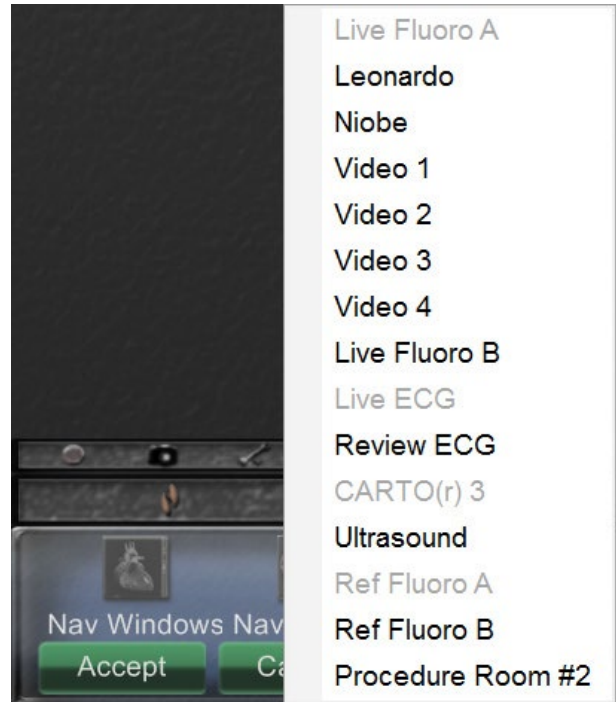 Live Fluoro A
Leonardo
Niobe
Video 1
Video 2
Video 3
Video 4
Live Fluoro B
Live ECG
Review ECG
CARTO(r) 3
Ultrasound
Ref Fluoro A
Ref Fluoro B
Procedure Room #2
Nav Windows Nav
Accept